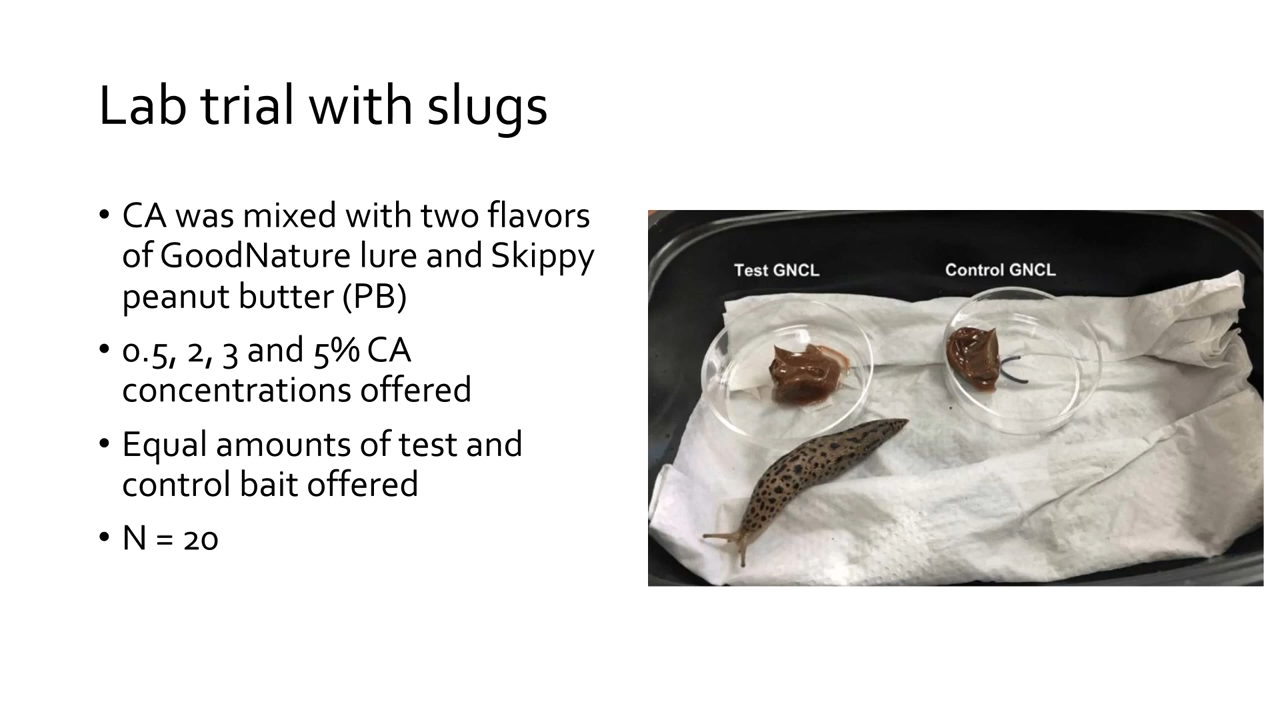 Lab trial with slugs
• CA was mixed with two flavors
of GoodNature lure and Skippy
peanut butter (PB)
• 0.5, 2, 3 and 5% CA
concentrations offered
• Equal amounts of test and
control bait offered
• N = 20
Test GNCL
Control GNCL